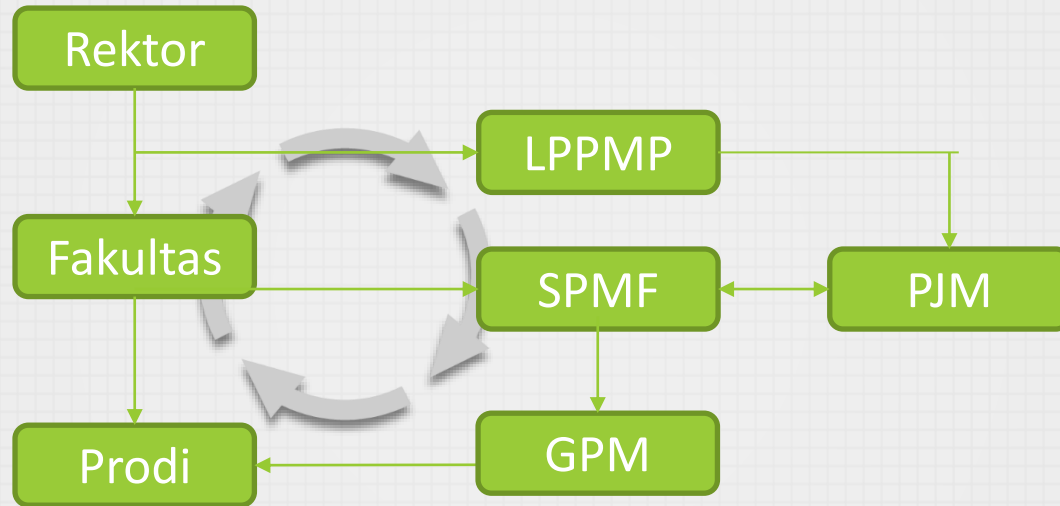 Rektor
LPPMP
Fakultas
SPMF
PJM
Prodi
GPM